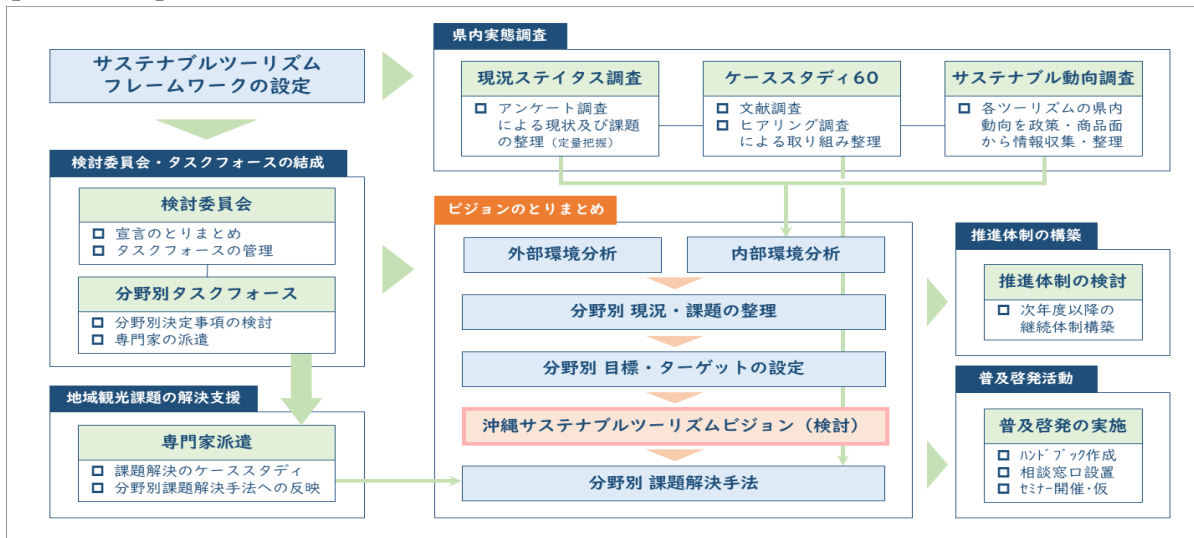 サステナブルツーリズム
フレームワークの設定
県内実態調査
現況ステイタス調査
アンケート調査
による現状及び課題
の整理（定量把握）
ケーススタディ60
文献調査
ヒアリング調査
による取り組み整理
サステナブル動向調査
各ツーリズムの県内
動向を政策・商品面
から情報収集・整理
検討委員会・タスクフォースの結成
検討委員会
宣言のとりまとめ
タスクフォースの管理
分野別タスクフォース
分野別決定事項の検討
専門家の派遣
地域観光課題の解決支援
専門家派遣
課題解決のケーススタディ
分野別課題解決手法への反映
ビジョンのとりまとめ
外部環境分析
内部環境分析
分野別 現況・課題の整理
分野別 目標・ターゲットの設定
沖縄サステナブルツーリズムビジョン（検討）
分野別 課題解決手法
推進体制の構築
推進体制の検討
次年度以降の
継続体制構築
普及啓発活動
普及啓発の実施
ﾊﾝﾄﾞﾌﾞｯｸ作成
相談窓口設置
ｾﾐﾅｰ開催・仮